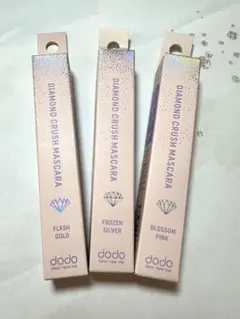 DIAMOND CRUSH MASCARA
FLASH
GOLD
dodo
DIAMOND CRUSH MASCARA
FROZEN
SILVER
dodo
DIAMOND CRUSH MASCARA
BLOSSOM
PINK
dodo